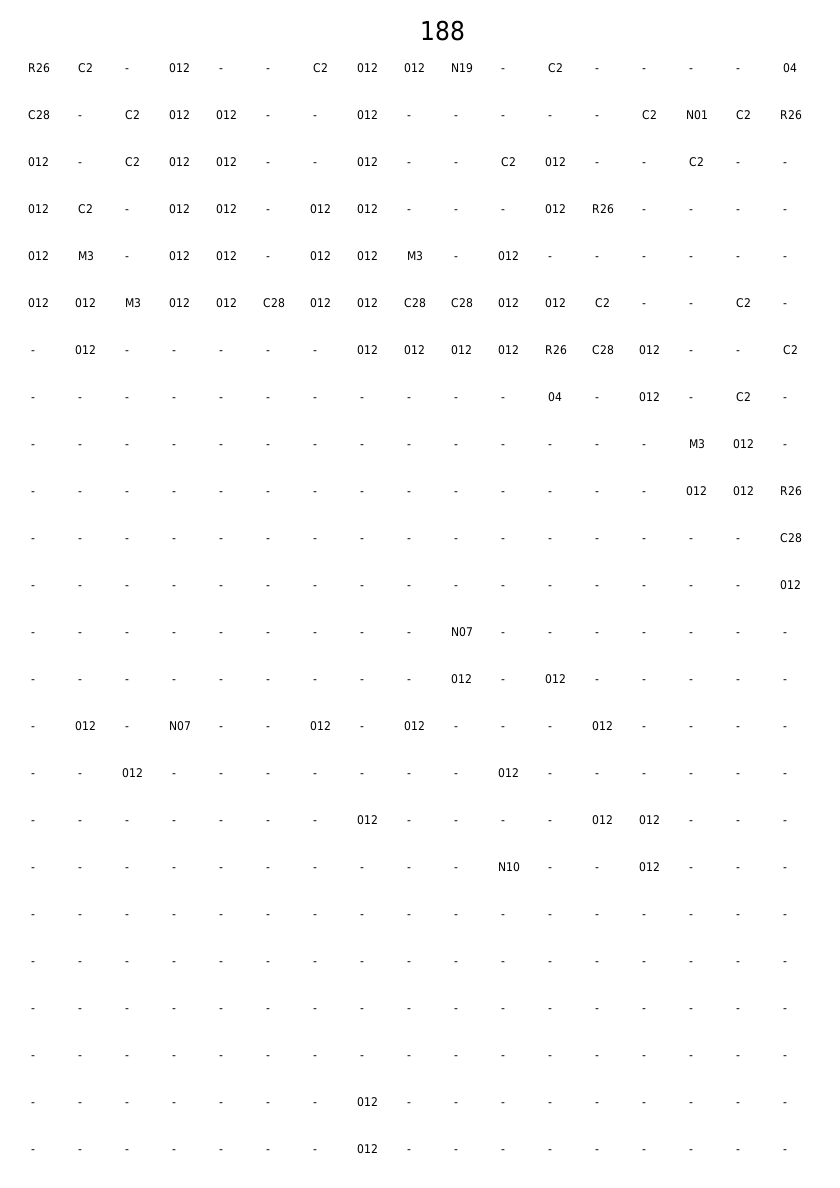 188
R26 C2 - 012 - - C2 012 012 N19 - C2 - - - - 04
C28 - C2 012 012 - - 012 - - - - - C2 N01 C2 R26
012 - C2 012 012 - - 012 - - C2 012 - - C2 - -
012 C2 - 012 012 - 012 012 - - - 012 R26 - - - -
012 M3 - 012 012 - 012 012 M3 - 012 - - - - - -
012 012 M3 012 012 C28 012 012 C28 C28 012 012 C2 - - C2 -
- 012 - - - - - 012 012 012 012 R26 C28 012 - - C2
- - - - - - - - - - - 04 - 012 - C2 -
- - - - - - - - - - - - - - M3 012 -
- - - - - - - - - - - - - - 012 012 R26
- - - - - - - - - - - - - - - - C28
- - - - - - - - - - - - - - - - 012
- - - - - - - - - N07 - - - - - - -
- - - - - - - - - 012 - 012 - - - - -
- 012 - N07 - - 012 - 012 - - - 012 - - - -
- - 012 - - - - - - - 012 - - - - - -
- - - - - - - 012 - - - - 012 012 - - -
- - - - - - - - - - N10 - - 012 - - -
- - - - - - - - - - - - - - - - -
- - - - - - - - - - - - - - - - -
- - - - - - - - - - - - - - - - -
- - - - - - - - - - - - - - - - -
- - - - - - - 012 - - - - - - - - -
- - - - - - - 012 - - - - - - - - -